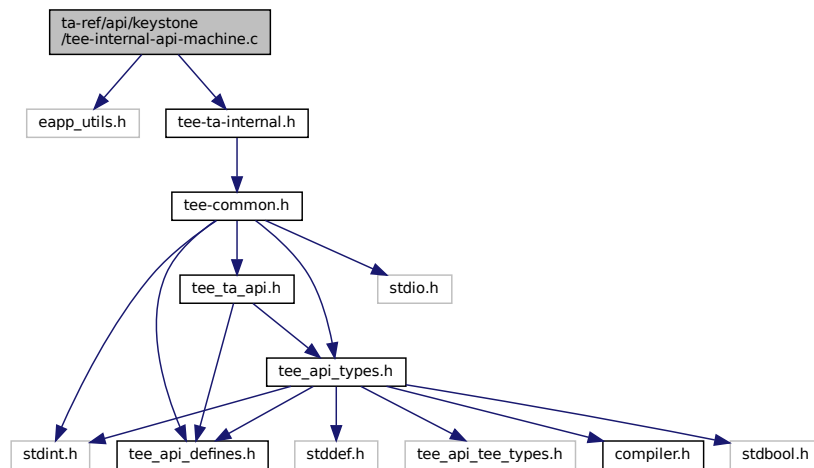 ta-ref/api/keystone
/tee-internal-api-machine.c
eapp_utils.h
tee-ta-internal.h
tee-common.h
tee_ta_api.h
stdio.h
tee_api_types.h
stdint.h
tee_api_defines.h
stddef.h
tee_api_tee_types.h
compiler.h
stdbool.h